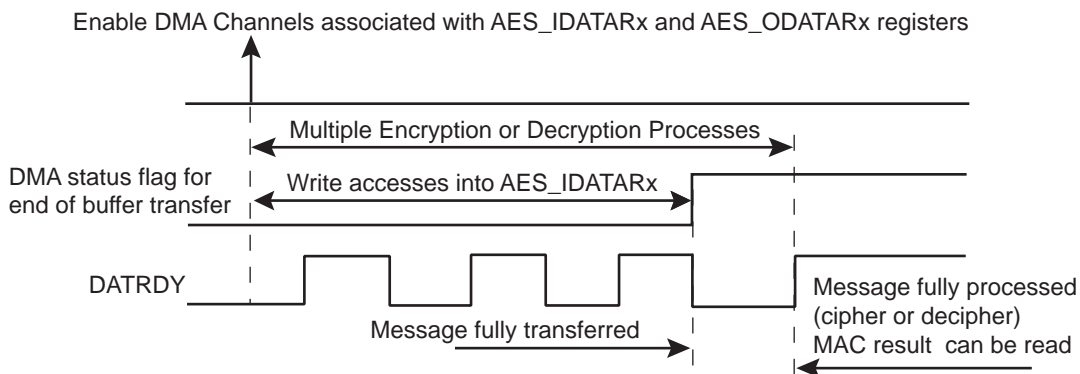 Enable DMA Channels associated with AES_IDATARx and AES_ODATARx registers
Multiple Encryption or Decryption Processes
DMA status flag for
end of buffer transfer
Write accesses into AES_IDATARx
DATRDY
Message fully transferred
Message fully processed
(cipher or decipher)
MAC result can be read